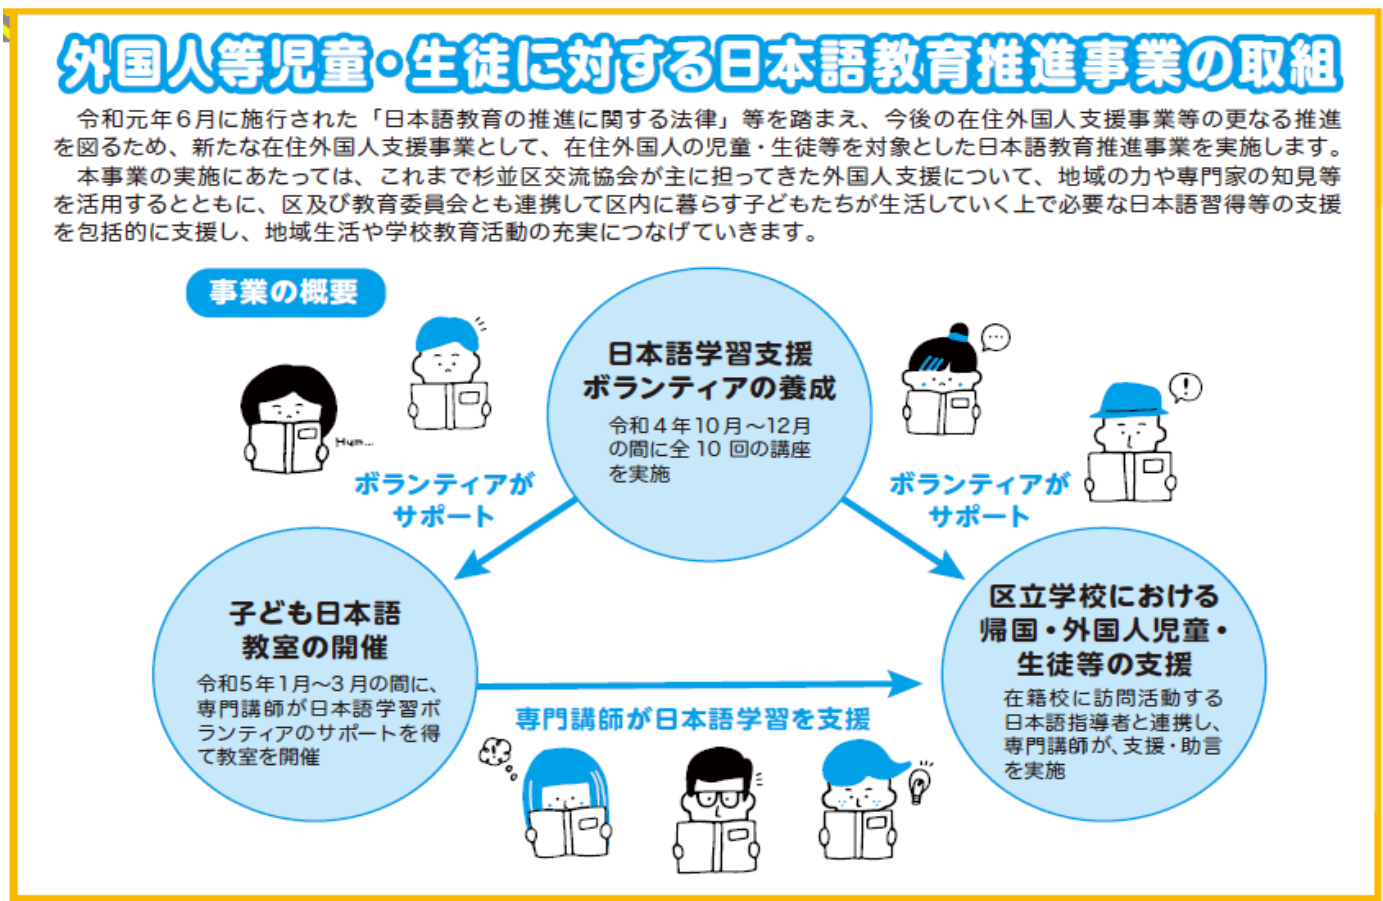 外国人等児童・生徒に対する日本語教育推進事業の取組
令和元年6月に施行された「日本語教育の推進に関する法律」等を踏まえ、今後の在住外国人支援事業等の更なる推進
を図るため、新たな在住外国人支援事業として、在住外国人の児童・生徒等を対象とした日本語教育推進事業を実施します。
本事業の実施にあたっては、これまで杉並区交流協会が主に担ってきた外国人支援について、地域の力や専門家の知見等
を活用するとともに、区及び教育委員会とも連携して区内に暮らす子どもたちが生活していく上で必要な日本語習得等の支援
を包括的に支援し、地域生活や学校教育活動の充実につなげていきます。
事業の概要
日本語学習支援
ボランティアの養成
令和4年10月～12月
の間に全10回の講座
を実施
Hum...
ボランティアが
サポート
ボランティアが
サポート
子ども日本語
教室の開催
令和5年1月～3月の間に、
専門講師が日本語学習ボ
ランティアのサポートを得
て教室を開催
専門講師が日本語学習を支援
区立学校における
帰国・外国人児童・
生徒等の支援
在籍校に訪問活動する
日本語指導者と連携し、
専門講師が、支援・助言
を実施